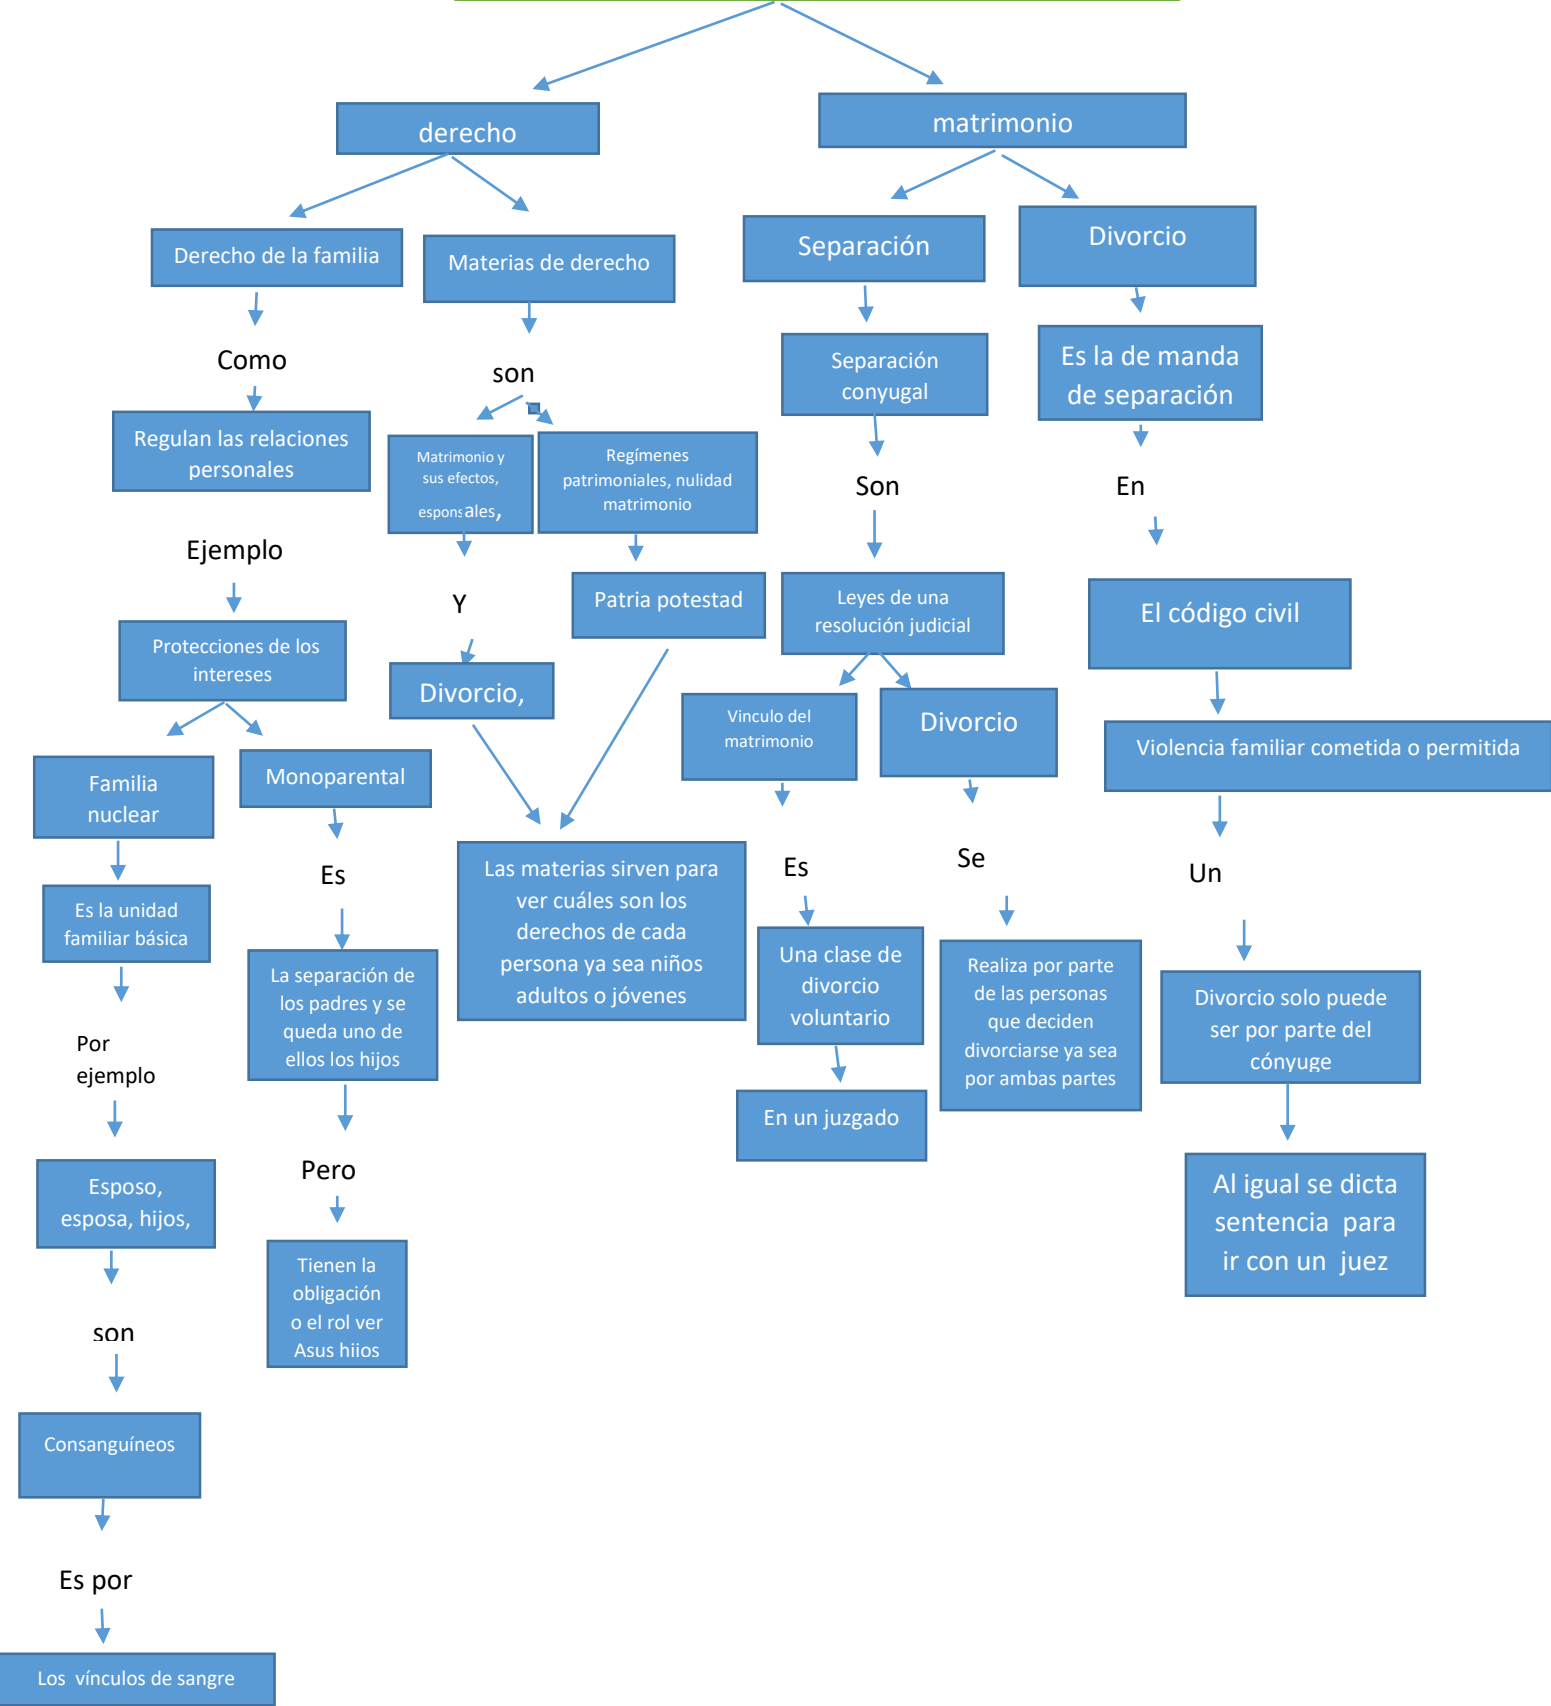 derecho
matrimonio
Derecho de la familia
Materias de derecho
Separación
Divorcio
Como
son
Separación
conyugal
Es la de manda
de separación
Regulan las relaciones
personales
Matrimonio y
sus efectos,
esponsales,
Regímenes
patrimoniales, nulidad
matrimonio
Son
En
Ejemplo
Y
Patria potestad
Leyes de una
resolución judicial
El código civil
Protecciones de los
intereses
Divorcio,
Vinculo del
matrimonio
Divorcio
Violencia familiar cometida o permitida
Familia
nuclear
Monoparental
Es
Las materias sirven para
ver cuáles son los
derechos de cada
persona ya sea niños
adultos o jóvenes
Es
Se
Un
Es la unidad
familiar básica
La separación de
los padres y se
queda uno de
ellos los hijos
Una clase de
divorcio
voluntario
Realiza por parte
de las personas
que deciden
divorciarse ya sea
por ambas partes
Divorcio solo puede
ser por parte del
cónyuge
Por
ejemplo
En un juzgado
Pero
Esposo,
esposa, hijos,
Al igual se dicta
sentencia para
ir con un juez
Tienen la
obligación
o el rol ver
Asus hijos
son
Consanguíneos
Es por
Los vínculos de sangre